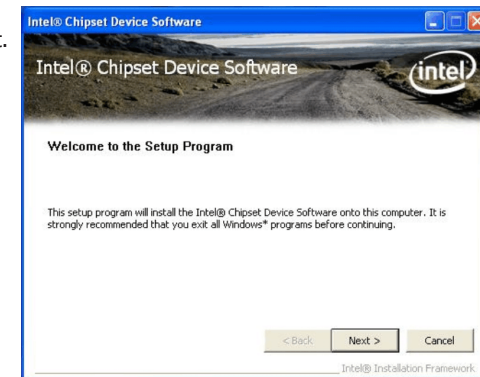 Intel® Chipset Device Software
Intel® Chipset Device Software
intel
Welcome to the Setup Program
This setup program will install the Intel® Chipset Device Software onto this computer. It is
strongly recommended that you exit all Windows* programs before continuing.
< Back
Next >
Cancel
Intel® Installation Framework